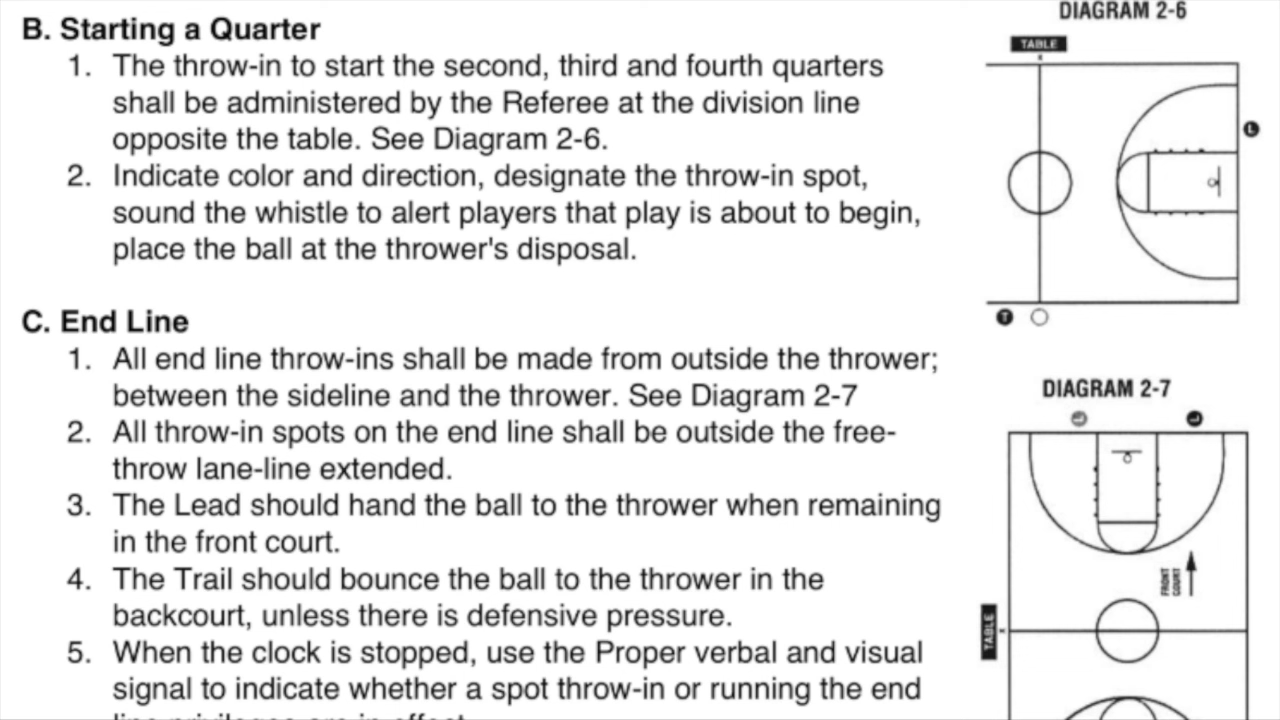 B. Starting a Quarter
1. The throw-in to start the second, third and fourth quarters
shall be administered by the Referee at the division line
opposite the table. See Diagram 2-6.
2. Indicate color and direction, designate the throw-in spot,
sound the whistle to alert players that play is about to begin,
place the ball at the thrower's disposal.
C. End Line
1. All end line throw-ins shall be made from outside the thrower;
between the sideline and the thrower. See Diagram 2-7
2. All throw-in spots on the end line shall be outside the free-
throw lane-line extended.
3. The Lead should hand the ball to the thrower when remaining
in the front court.
4. The Trail should bounce the ball to the thrower in the
backcourt, unless there is defensive pressure.
5. When the clock is stopped, use the Proper verbal and visual
signal to indicate whether a spot throw-in or running the end
line privileges are in effect.
DIAGRAM 2-6
TABLE
x
L
T
DIAGRAM 2-7
L
L
FRONT
COURT
TABLE
x